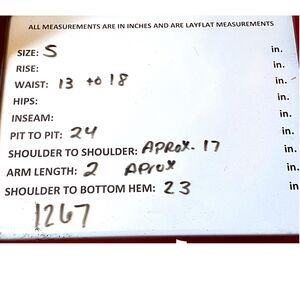 ALL MEASUREMENTS ARE IN INCHES AND ARE LAYFLAT MEASUREMENTS
SIZE: S in.
RISE: in.
WAIST: 13 to 18 in.
HIPS: in.
INSEAM: in.
PIT TO PIT: 24 in.
SHOULDER TO SHOULDER: APROX. 17 in.
ARM LENGTH: 2 APROX in.
SHOULDER TO BOTTOM HEM: 23 in.
1267